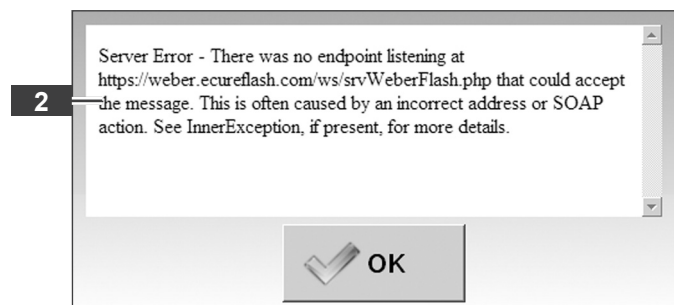 Server Error - There was no endpoint listening at
https://weber.ecureflash.com/ws/srvWeberFlash.php that could accept
the message. This is often caused by an incorrect address or SOAP
action. See InnerException, if present, for more details.
2
OK